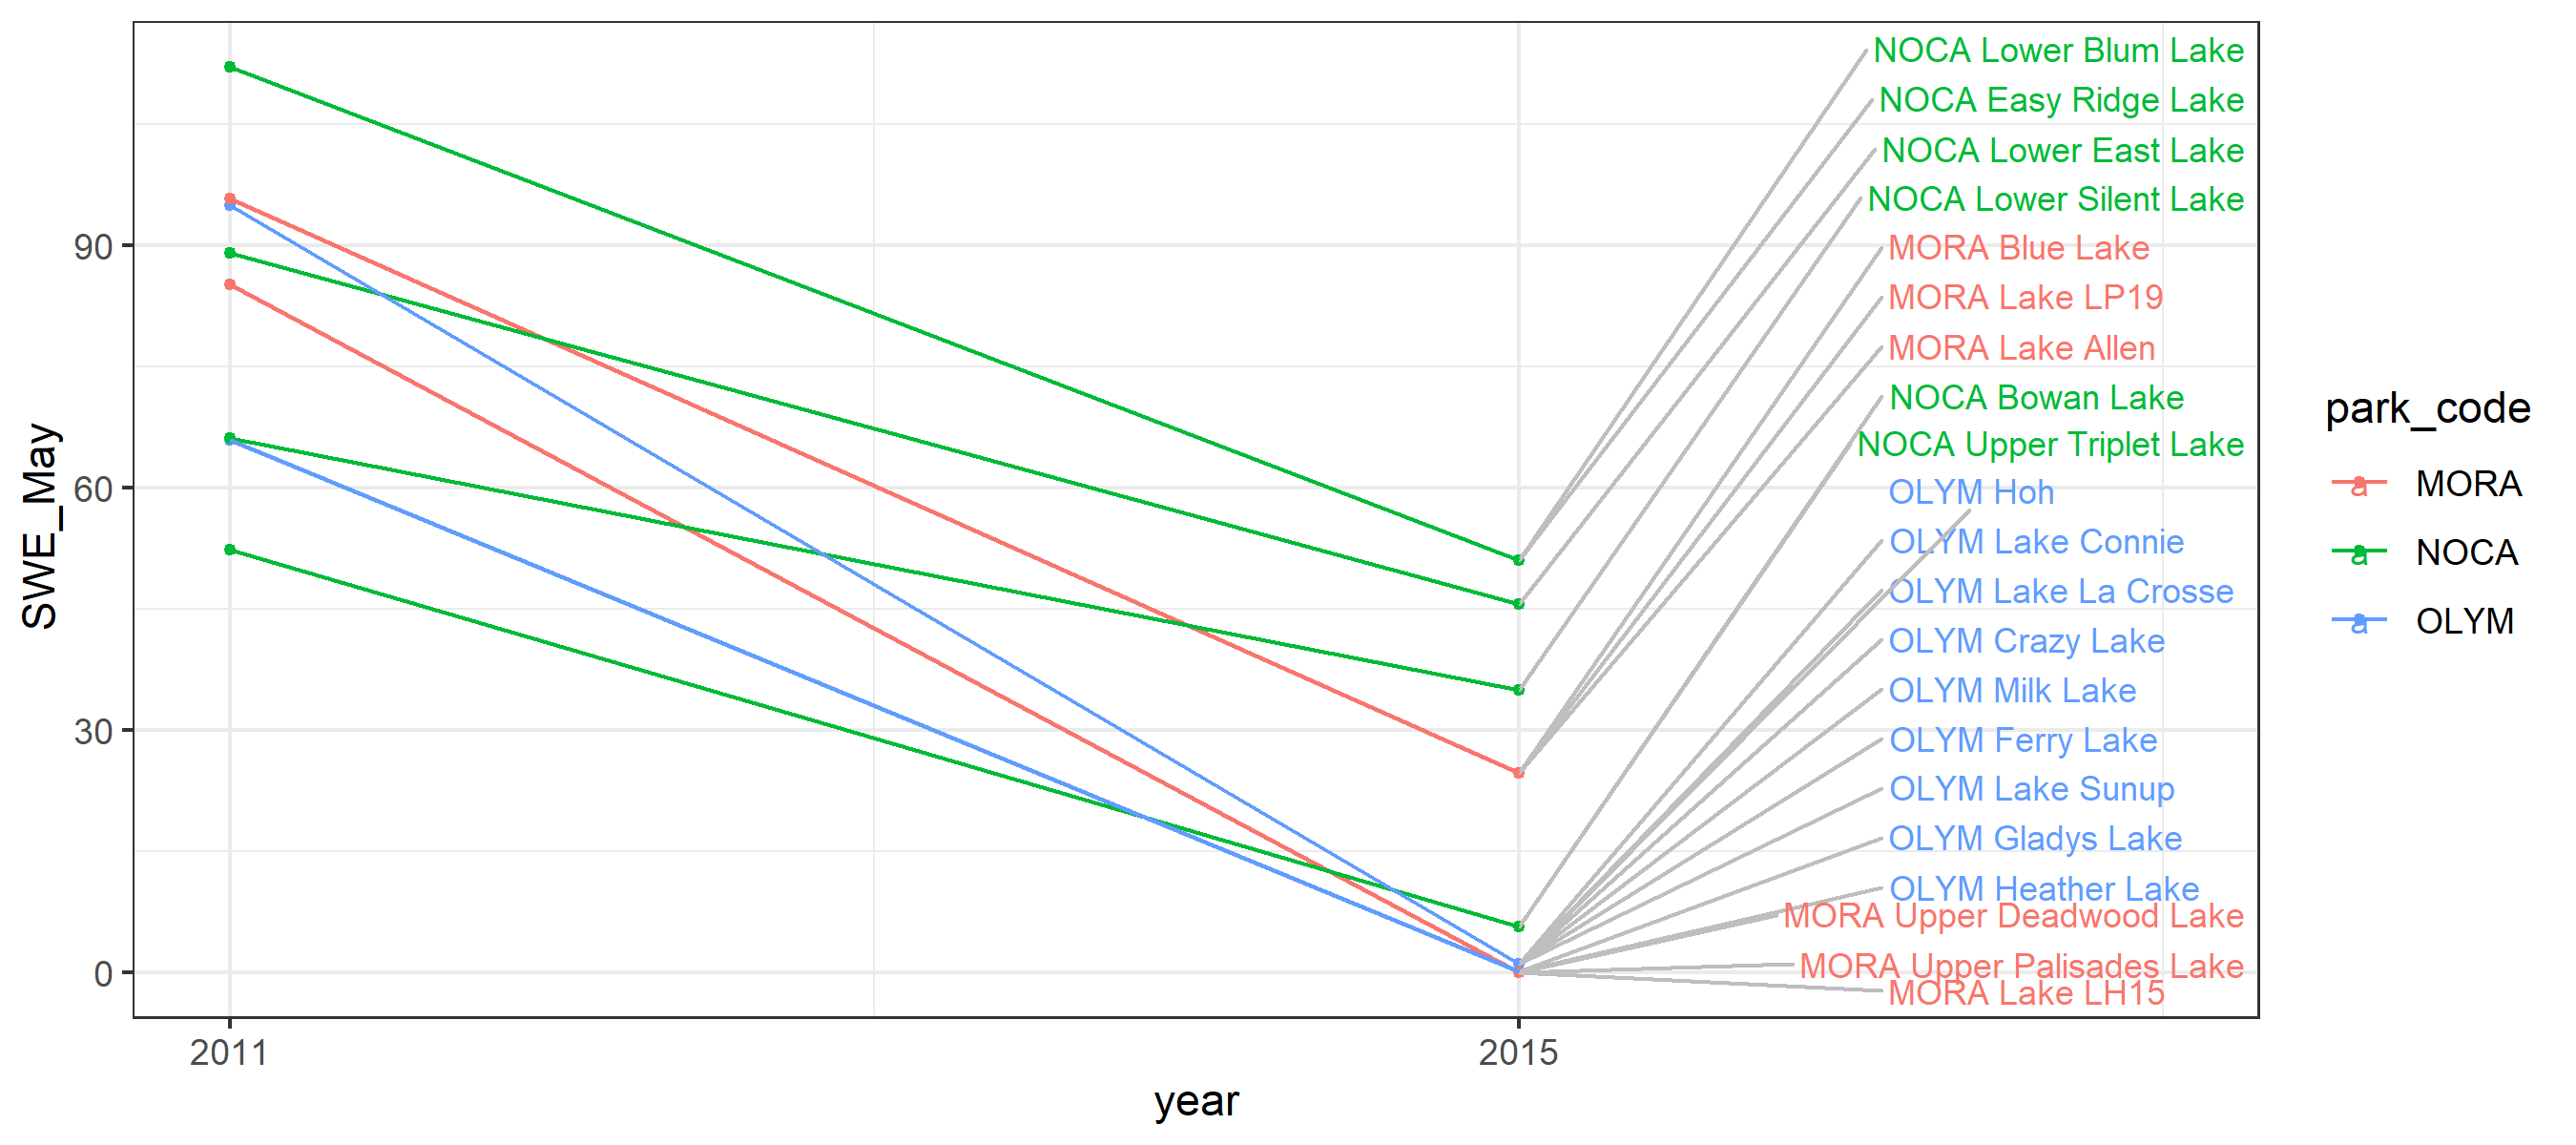 NOCA Lower Blum Lake
NOCA Easy Ridge Lake
NOCA Lower East Lake
NOCA Lower Silent Lake
MORA Blue Lake
MORA Lake LP19
MORA Lake Allen
NOCA Bowan Lake
NOCA Upper Triplet Lake
OLYM Hoh
OLYM Lake Connie
OLYM Lake La Crosse
OLYM Crazy Lake
OLYM Milk Lake
OLYM Ferry Lake
OLYM Lake Sunup
OLYM Gladys Lake
OLYM Heather Lake
MORA Upper Deadwood Lake
MORA Upper Palisades Lake
MORA Lake LH15
90
60
30
0
SWE_May
2011
2015
year
park_code
a MORA
a NOCA
a OLYM